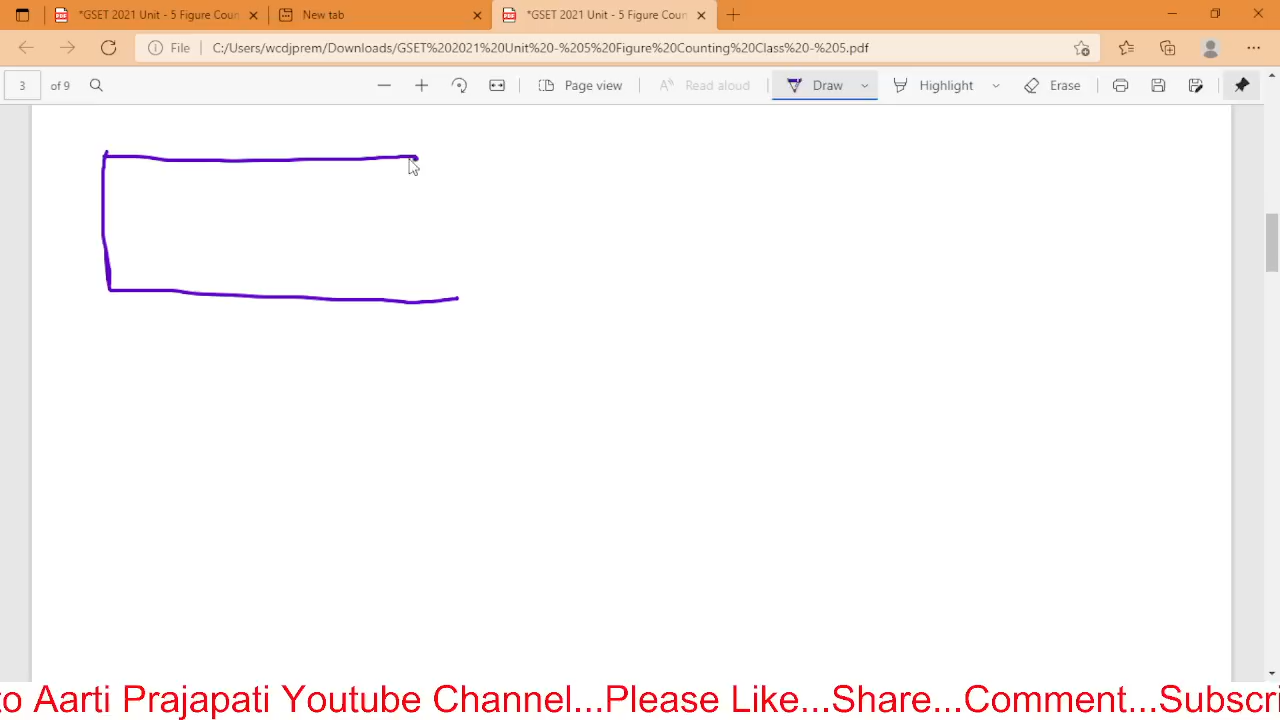 *GSET 2021 Unit - 5 Figure Coun
New tab
*GSET 2021 Unit - 5 Figure Coun
File
C:/Users/wcdjprem/Downloads/GSET%202021%20Unit%20-%205%20Figure%20Counting%20Class%20-%205.pdf
3 of 9
Page view
Read aloud
Draw
Highlight
Erase
to Aarti Prajapati Youtube Channel...Please Like...Share...Comment...Subscri